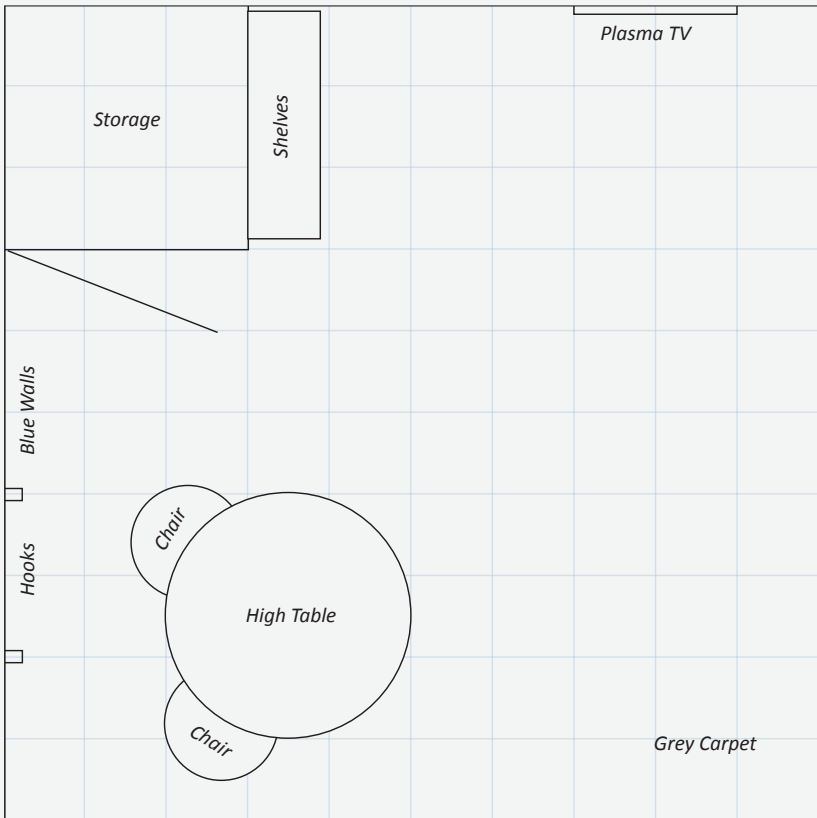 Plasma TV
Storage
Shelves
Blue Walls
Chair
Hooks
High Table
Chair
Grey Carpet